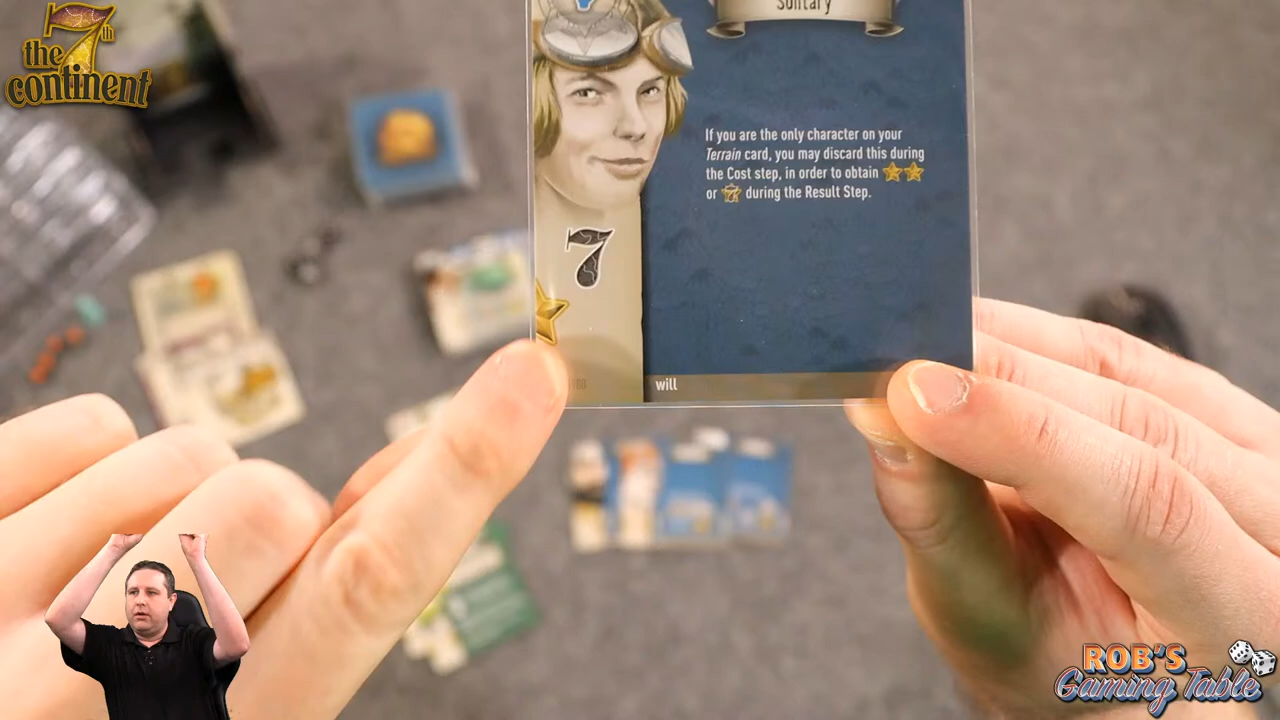 the 7th
continent
Solitary
If you are the only character on your
Terrain card, you may discard this during
the Cost step, in order to obtain
or 7 during the Result Step.
7
will
ROB'S
Gaming Table